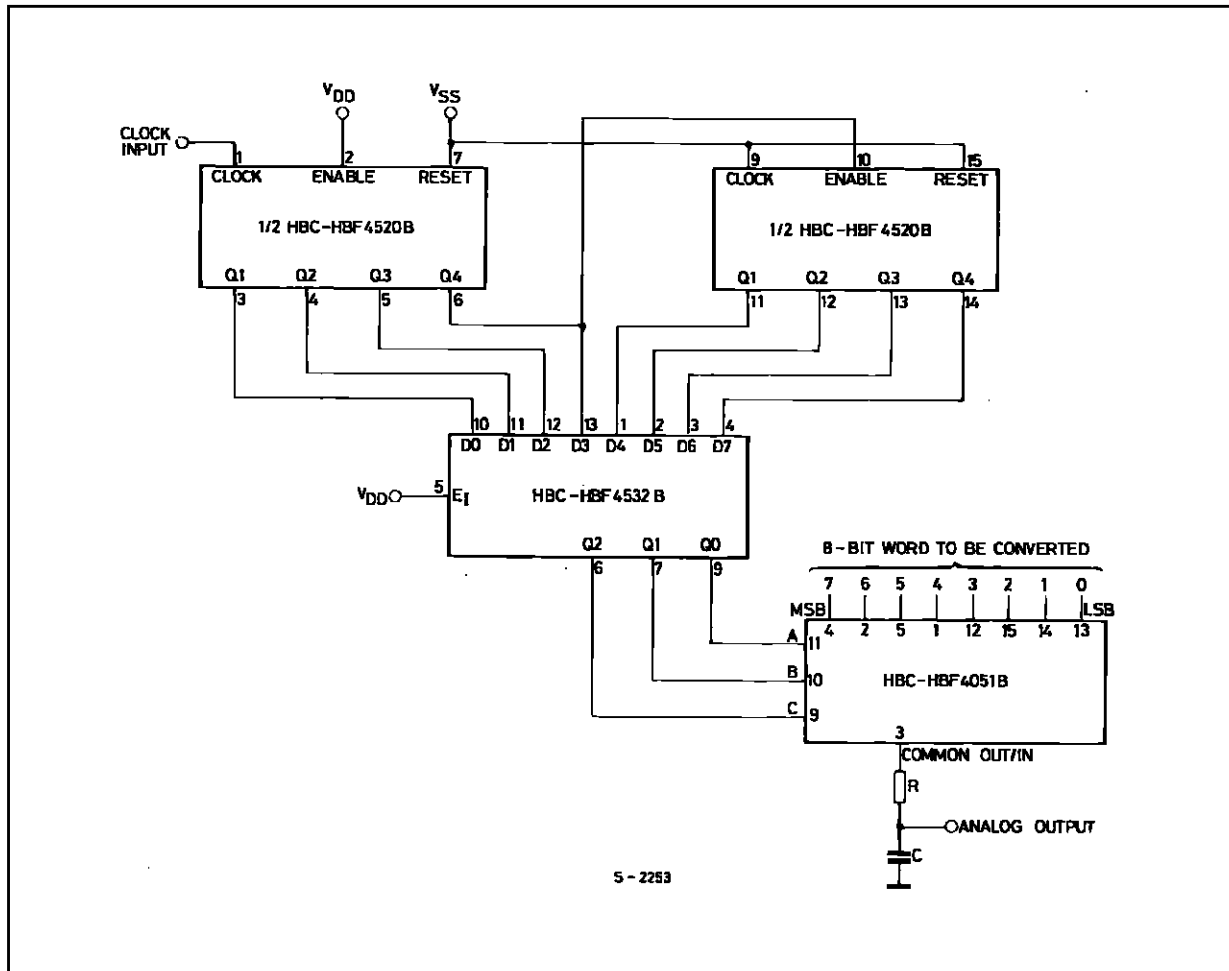 VDD VSS
CLOCK INPUT
1 2 7 9 10 15
CLOCK ENABLE RESET CLOCK ENABLE RESET
1/2 HBC-HBF4520B 1/2 HBC-HBF4520B
Q1 Q2 Q3 Q4 Q1 Q2 Q3 Q4
3 4 5 6 11 12 13 14
10 11 12 13 1 2 3 4
D0 D1 D2 D3 D4 D5 D6 D7
VDD 5 EI HBC-HBF4532B
Q2 Q1 Q0
6 7 9
8-BIT WORD TO BE CONVERTED
7 6 5 4 3 2 1 0
MSB LSB
4 2 5 1 12 15 14 13
A 11
B 10 HBC-HBF4051B
C 9
3
COMMON OUT/IN
R
ANALOG OUTPUT
C
S-2253